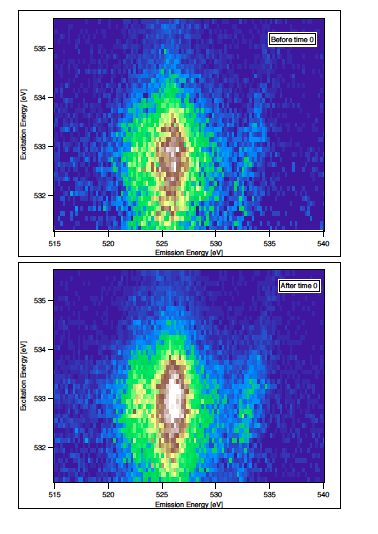 Before time 0
535
534
533
532
Excitation Energy [eV]
515 520 525 530 535 540
Emission Energy [eV]
After time 0
535
534
533
532
Excitation Energy [eV]
515 520 525 530 535 540
Emission Energy [eV]